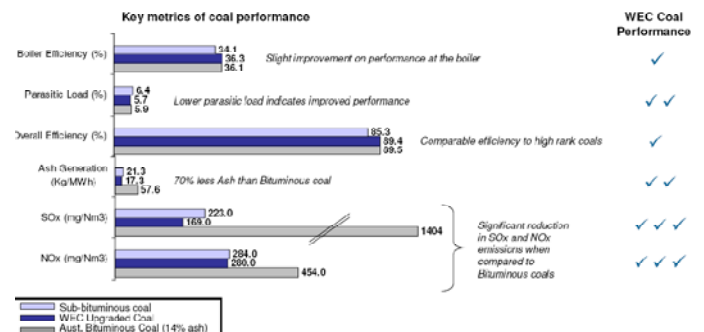 Key metrics of coal performance
WEC Coal
Performance
Boiler Efficiency (%)
34.1
36.3
36.1
Slight improvement on performance at the boiler
Parasitic Load (%)
6.4
5.7
5.9
Lower parasitic load indicates improved performance
Overall Efficiency (%)
85.3
89.4
89.5
Comparable efficiency to high rank coals
Ash Generation
(Kg/MWh)
21.3
17.3
57.6
70% less Ash than Bituminous coal
SOx (mg/Nm3)
223.0
169.0
1404
NOx (mg/Nm3)
284.0
280.0
454.0
Significant reduction
in SOx and NOx
emissions when
compared to
Bituminous coals
Sub-bituminous coal
WEC Upgraded Coal
Aust. Bituminous Coal (14% ash)